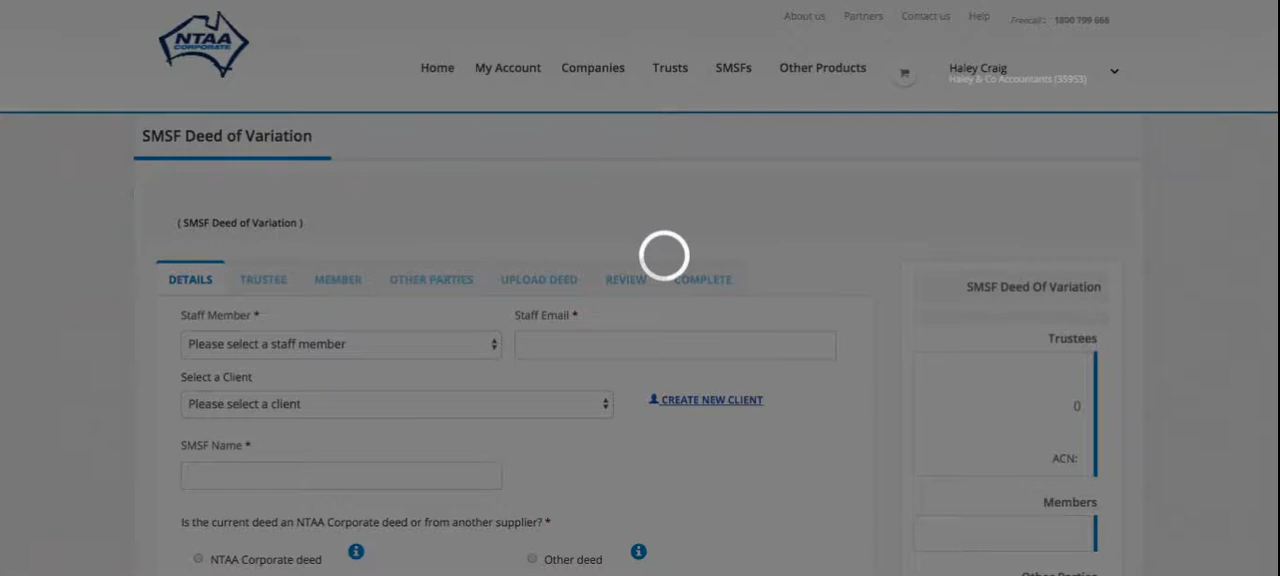 About us Partners Contact us Help Freecall : 1800 799 666
NTAA
CORPORATE
Home My Account Companies Trusts SMSFs Other Products Haley Craig
Haley & Co Accountants (35953)
SMSF Deed of Variation
( SMSF Deed of Variation )
DETAILS TRUSTEE MEMBER OTHER PARTIES UPLOAD DEED REVIEW COMPLETE
SMSF Deed Of Variation
Staff Member * Staff Email *
Please select a staff member
Trustees
Select a Client
Please select a client
CREATE NEW CLIENT
0
SMSF Name *
ACN:
Members
Is the current deed an NTAA Corporate deed or from another supplier? *
NTAA Corporate deed Other deed
Other Parties